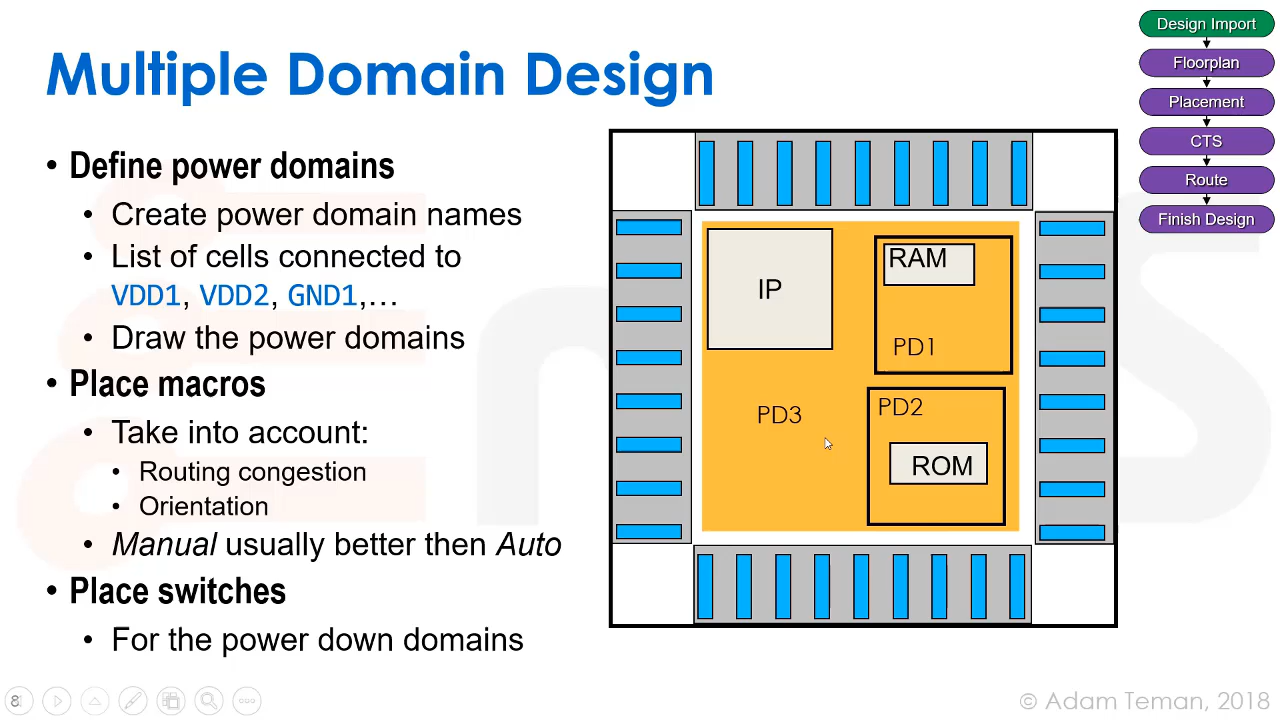 Multiple Domain Design
• Define power domains
• Create power domain names
• List of cells connected to
VDD1, VDD2, GND1,…
• Draw the power domains
• Place macros
• Take into account:
• Routing congestion
• Orientation
• Manual usually better then Auto
• Place switches
• For the power down domains
IP
RAM
PD1
PD3
PD2
ROM
Design Import
Floorplan
Placement
CTS
Route
Finish Design
8
© Adam Teman, 2018